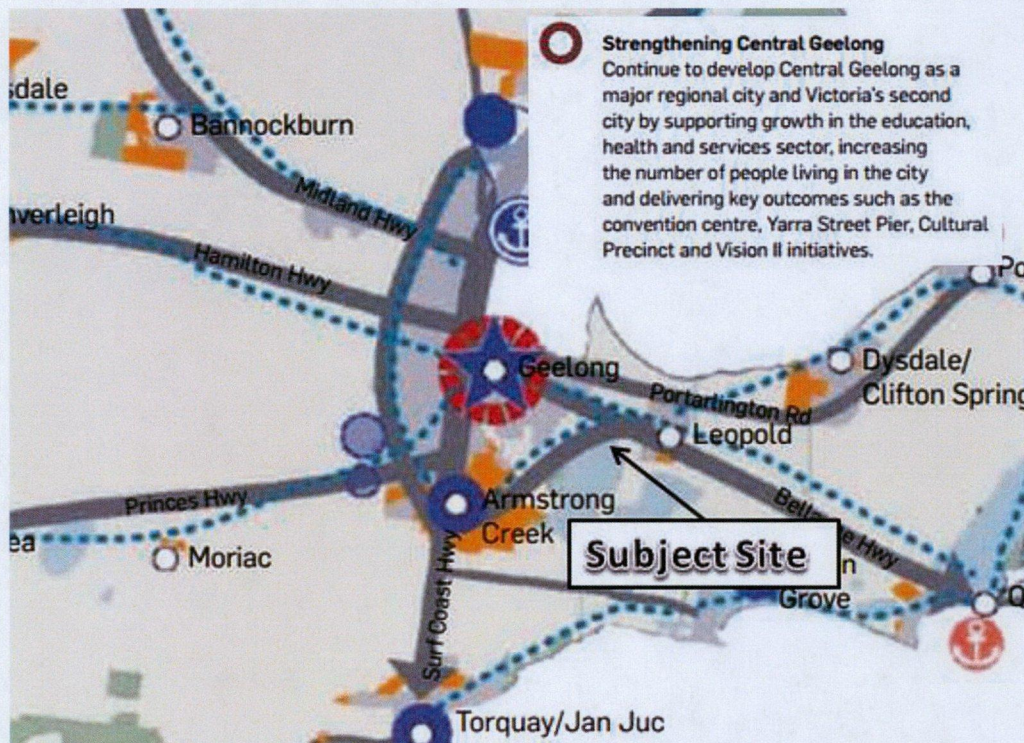 Strengthening Central Geelong
Continue to develop Central Geelong as a
major regional city and Victoria's second
city by supporting growth in the education,
health and services sector, increasing
the number of people living in the city
and delivering key outcomes such as the
convention centre, Yarra Street Pier, Cultural
Precinct and Vision II initiatives.
sdale
Bannockburn
Midland Hwy
nverleigh
Hamilton Hwy
Po
Geelong
Dysdale/
Clifton Spring
Portarlington Rd
Leopold
Princes Hwy
Armstrong
Creek
Subject Site
Bellarine Hwy
n
Grove
ea
Moriac
Surf Coast Hwy
Q
Torquay/Jan Juc